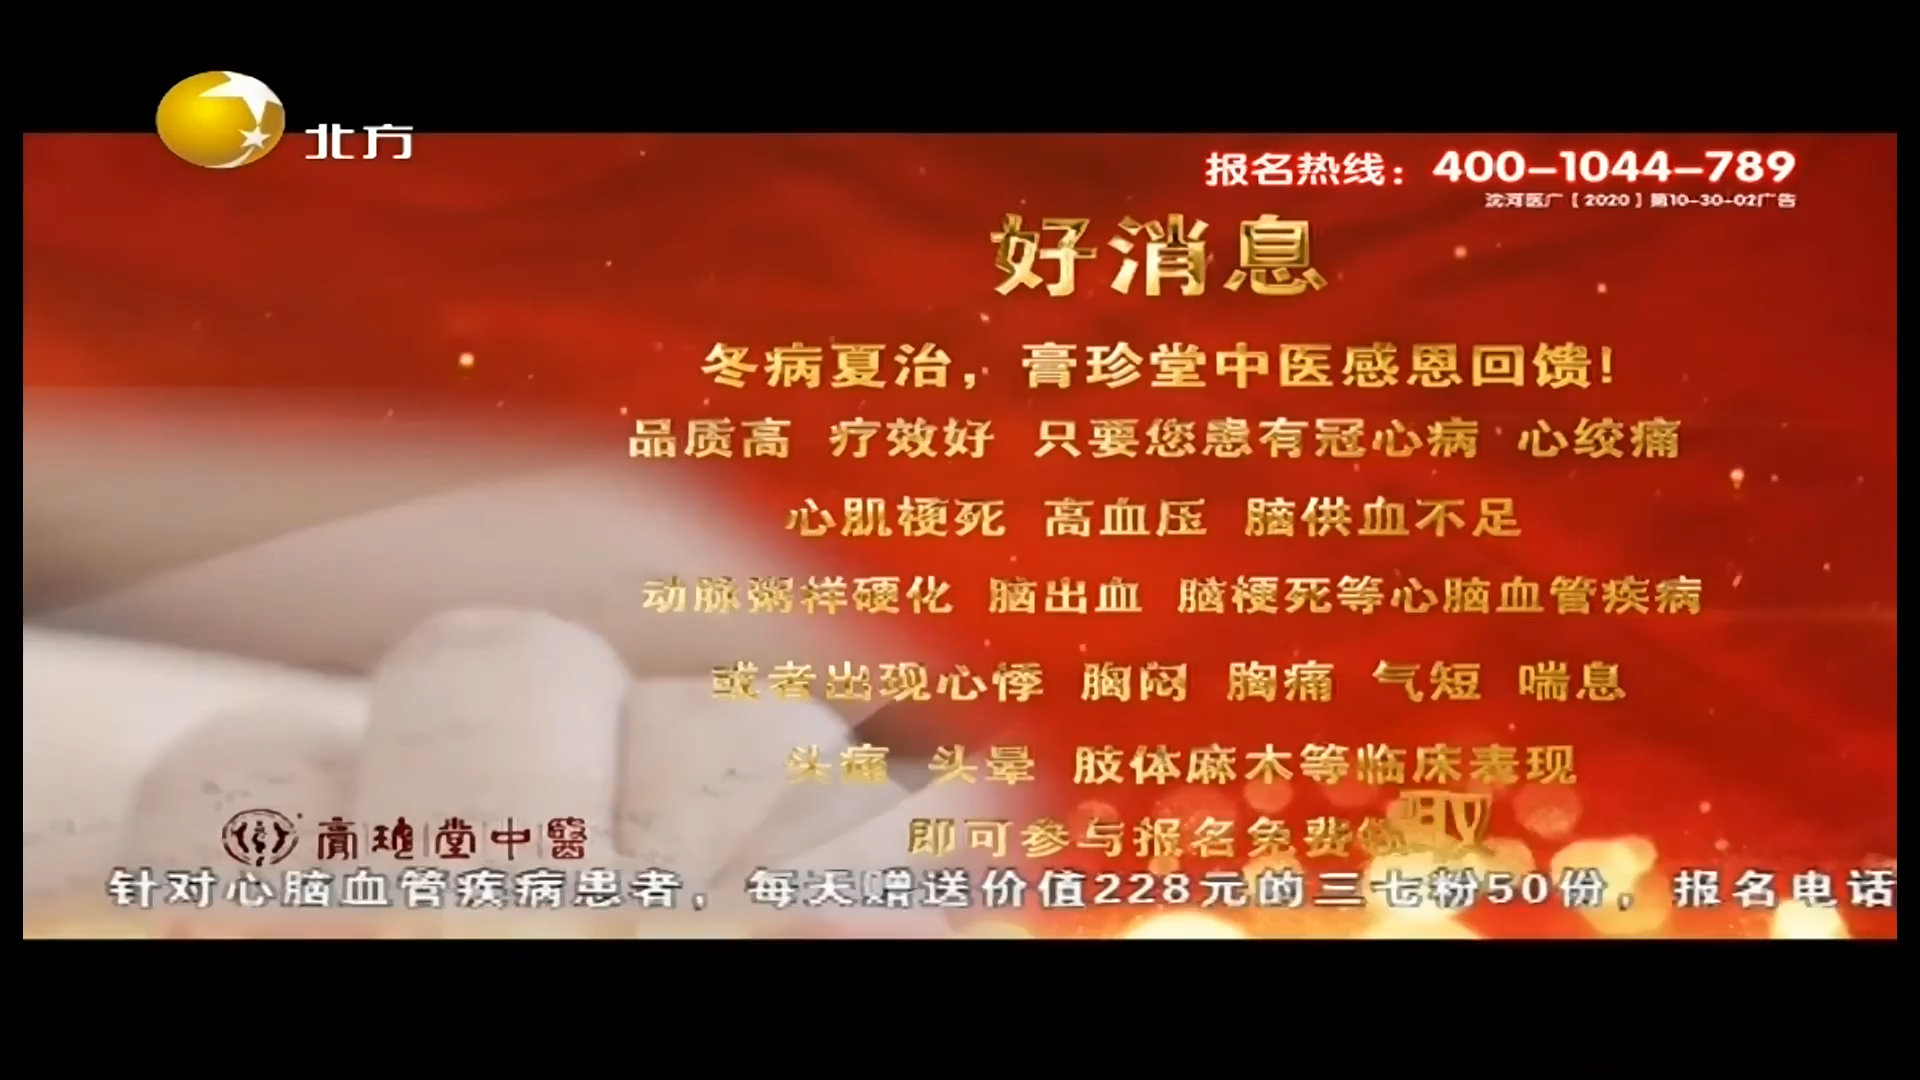 北方
报名热线：400-1044-789
沈河医广【2020】第10-30-02广告
好消息
冬病夏治，膏珍堂中医感恩回馈！
品质高 疗效好 只要您患有冠心病 心绞痛
心肌梗死 高血压 脑供血不足
动脉粥样硬化 脑出血 脑梗死等心脑血管疾病
或者出现心悸 胸闷 胸痛 气短 喘息
头痛 头晕 肢体麻木等临床表现
即可参与报名免费领取
膏珍堂中醫
针对心脑血管疾病患者，每天赠送价值228元的三七粉50份，报名电话